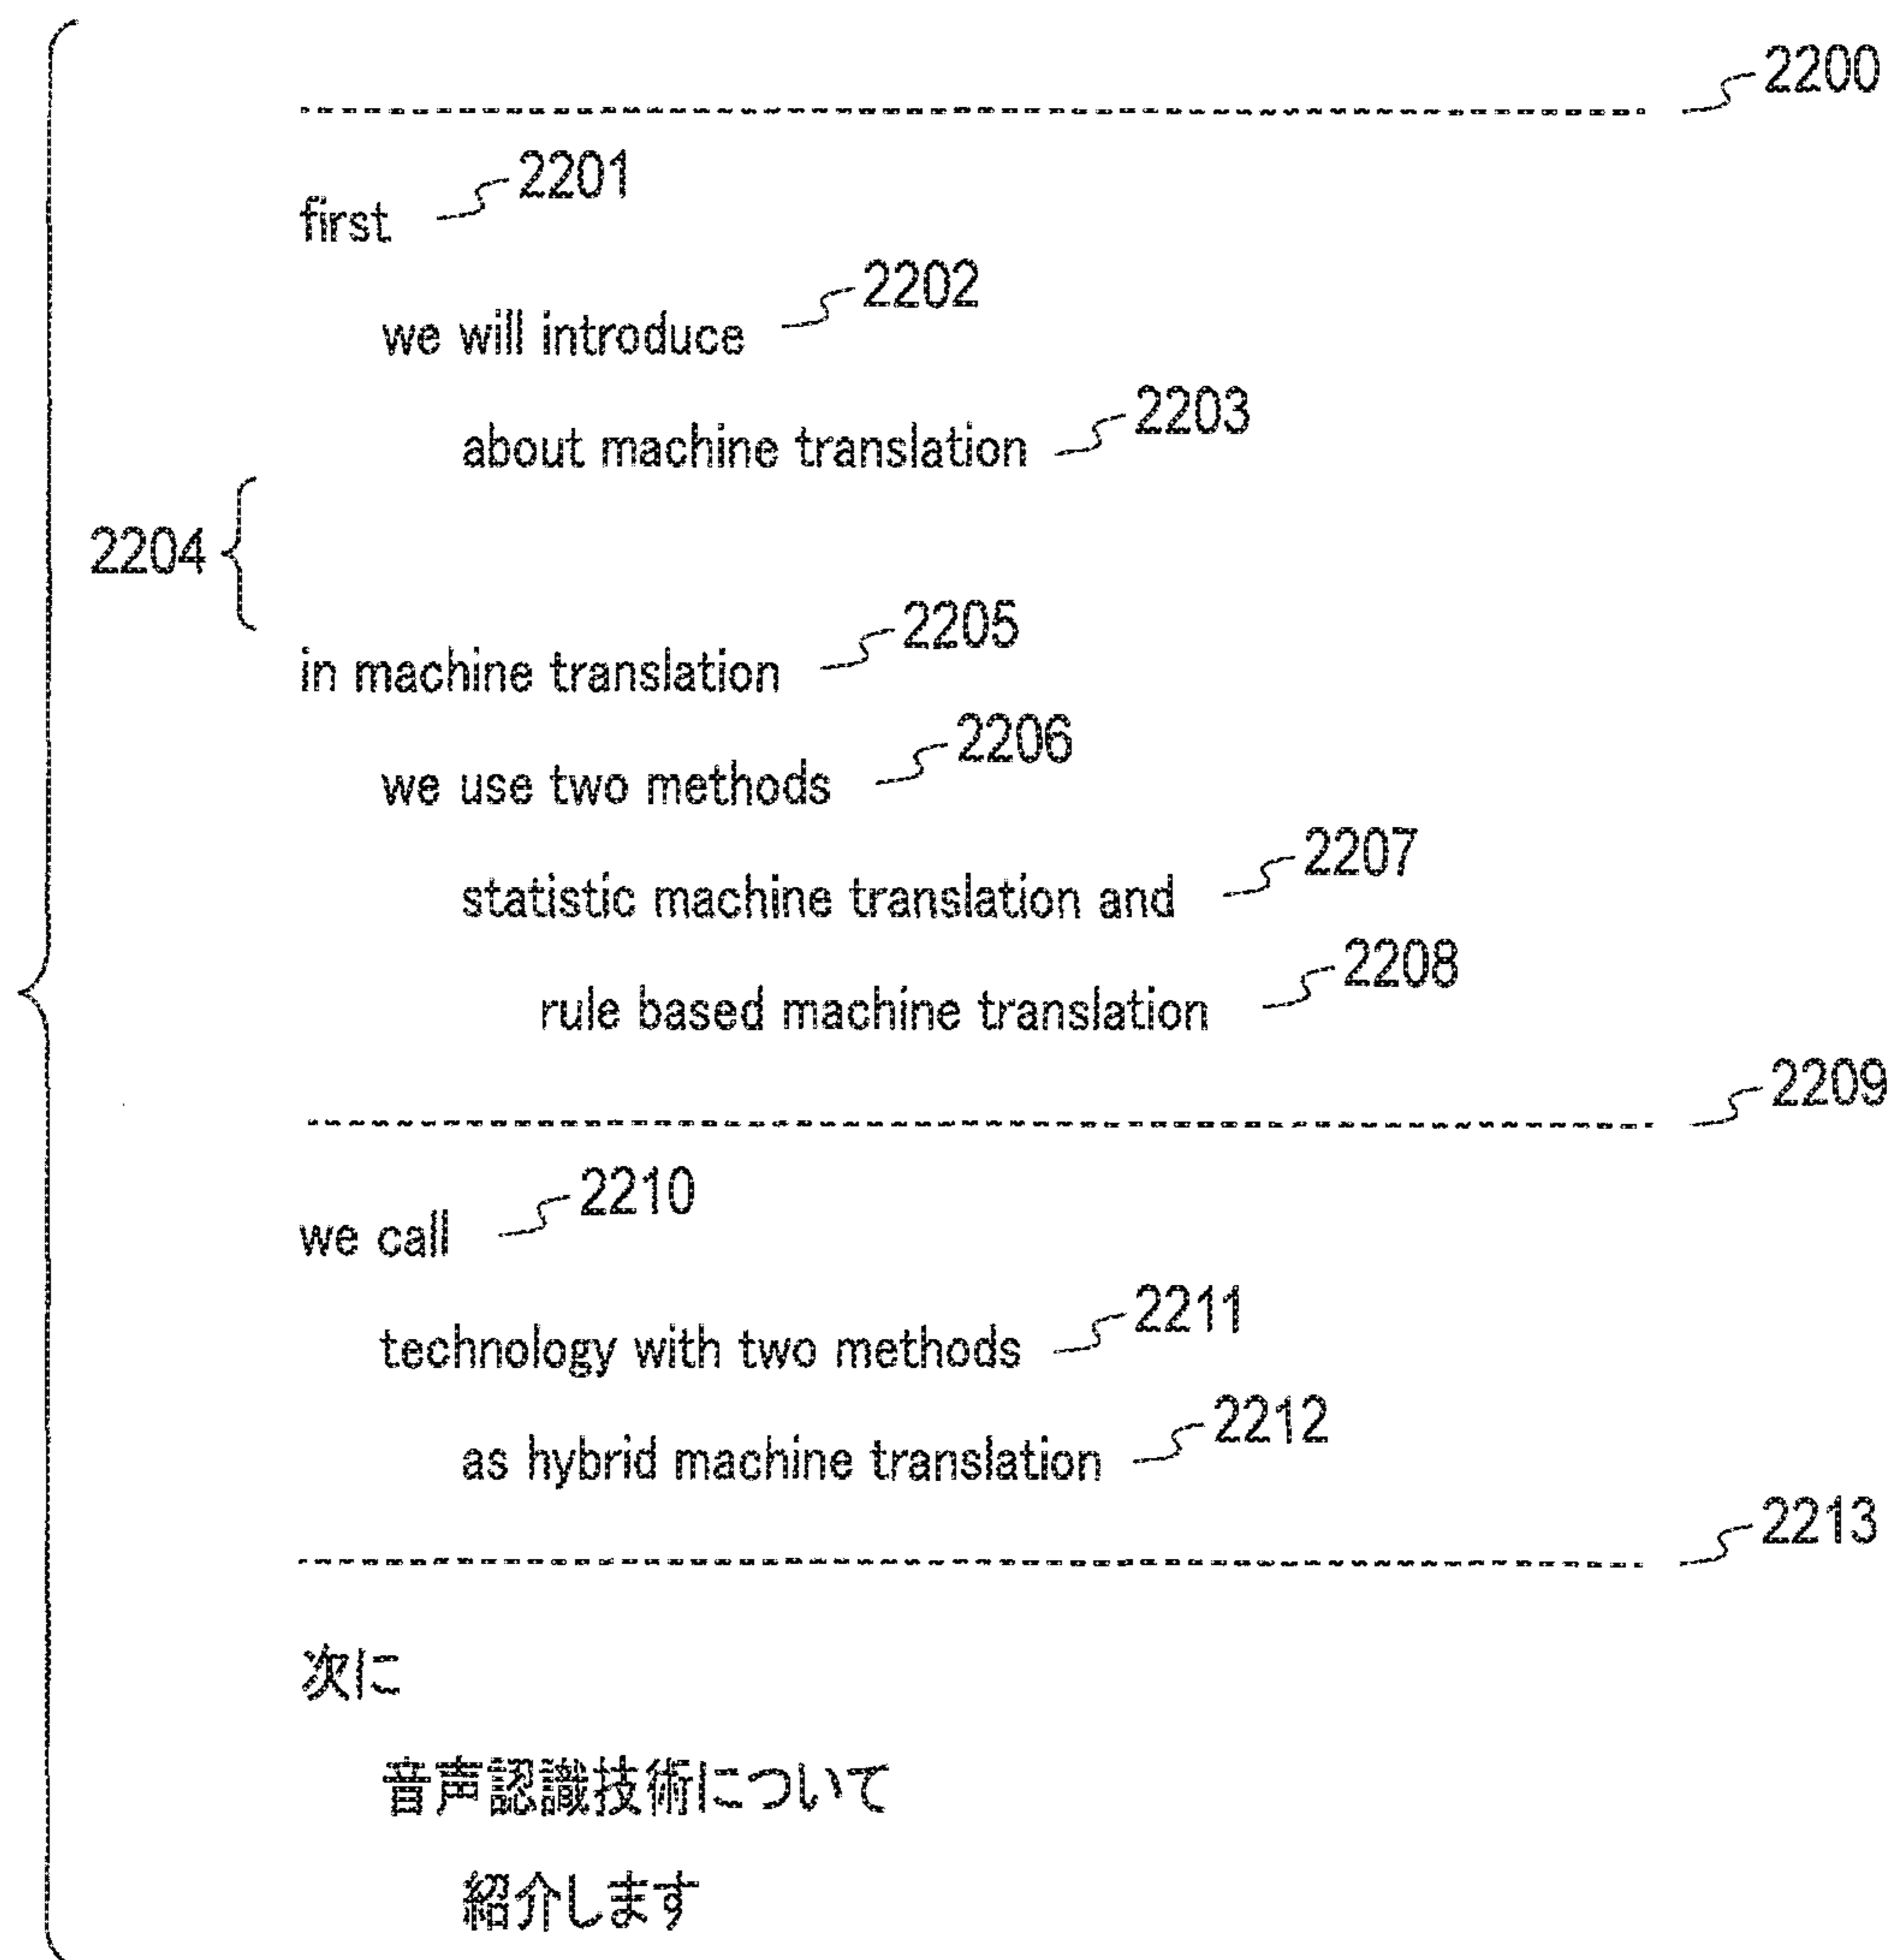 2200
first 2201
we will introduce 2202
about machine translation 2203
2204
in machine translation 2205
we use two methods 2206
statistic machine translation and 2207
rule based machine translation 2208
2209
we call 2210
technology with two methods 2211
as hybrid machine translation 2212
2213
次に
音声認識技術について
紹介します